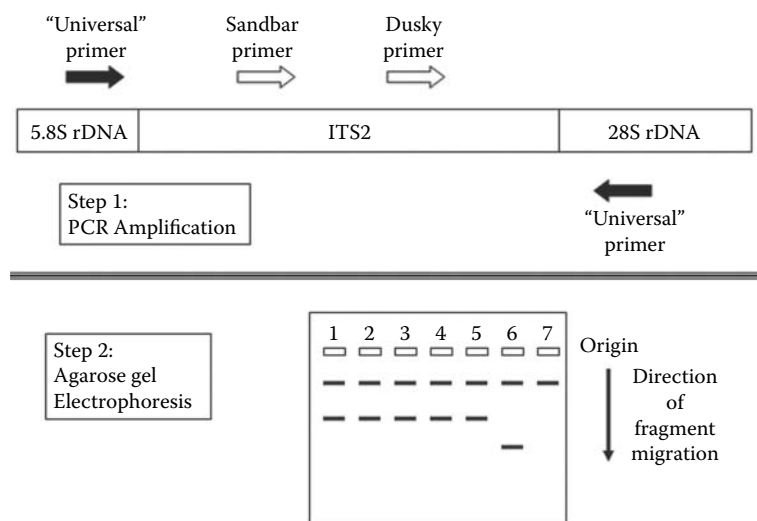 “Universal”
primer
Sandbar
primer
Dusky
primer
5.8S rDNA
ITS2
28S rDNA
Step 1:
PCR Amplification
“Universal”
primer
Step 2:
Agarose gel
Electrophoresis
1 2 3 4 5 6 7
Origin
Direction
of
fragment
migration